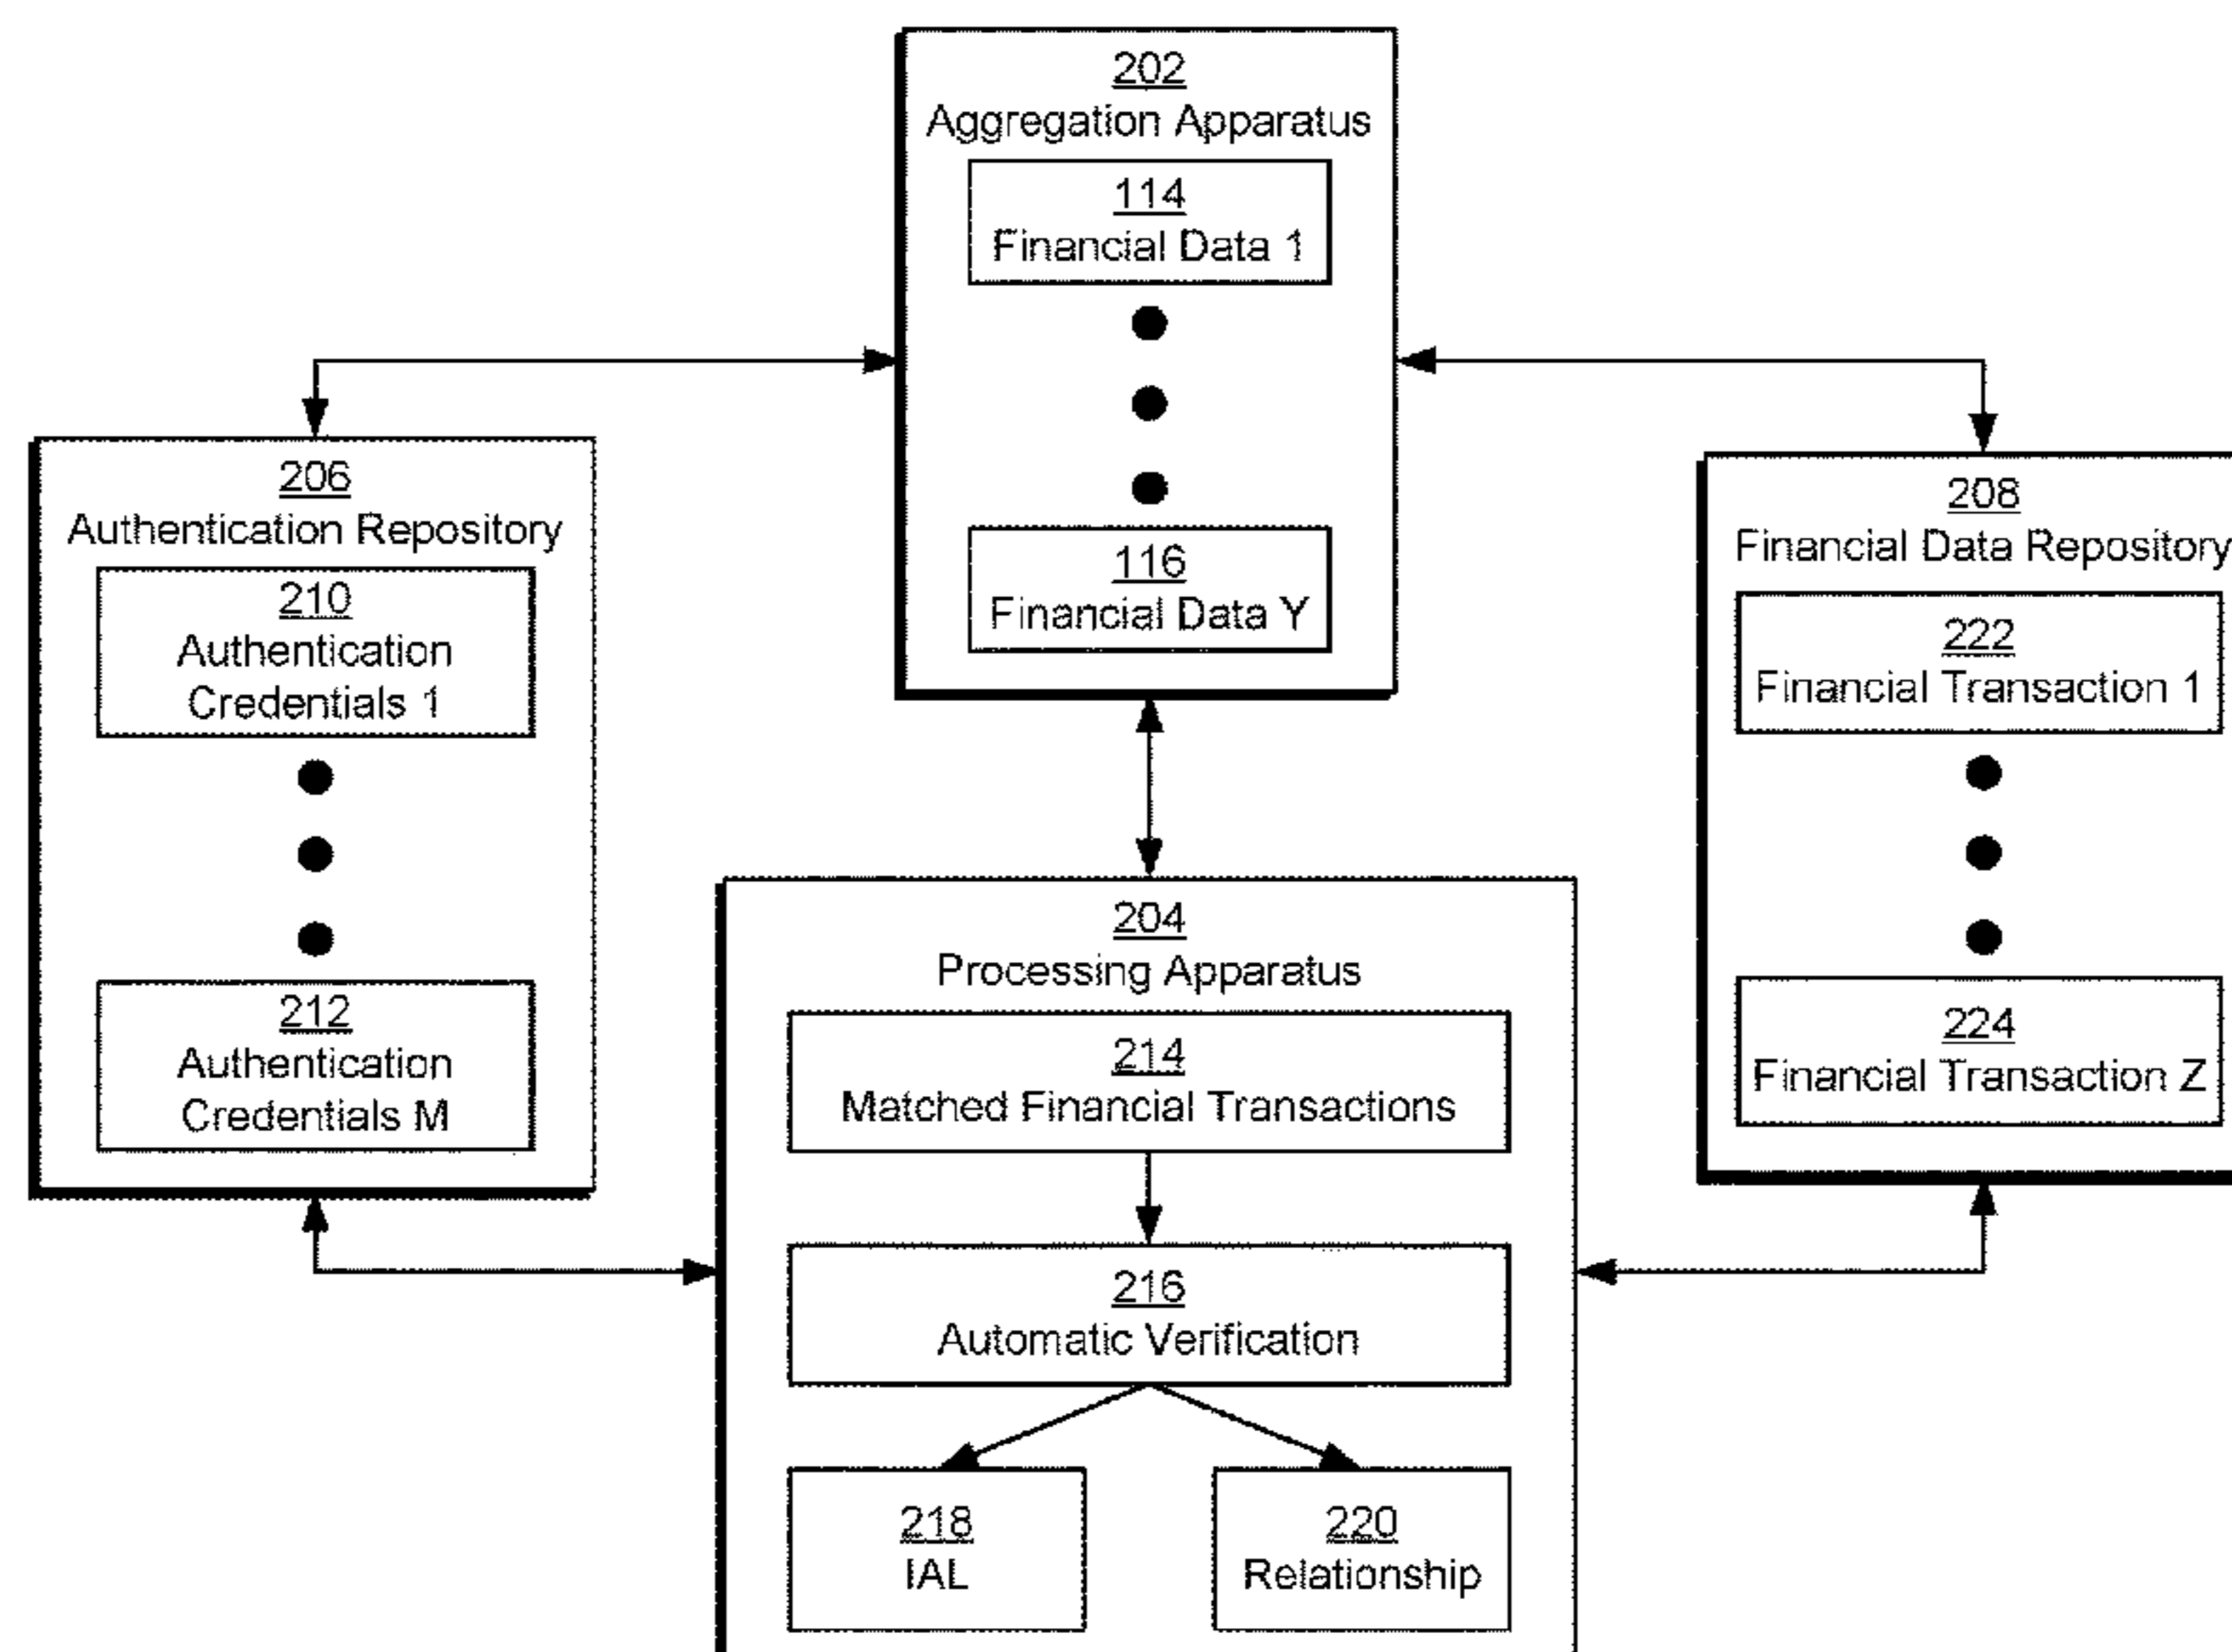 202
Aggregation Apparatus
114
Financial Data 1
116
Financial Data Y
206
Authentication Repository
210
Authentication
Credentials 1
212
Authentication
Credentials M
208
Financial Data Repository
222
Financial Transaction 1
224
Financial Transaction Z
204
Processing Apparatus
214
Matched Financial Transactions
216
Automatic Verification
218
IAL
220
Relationship